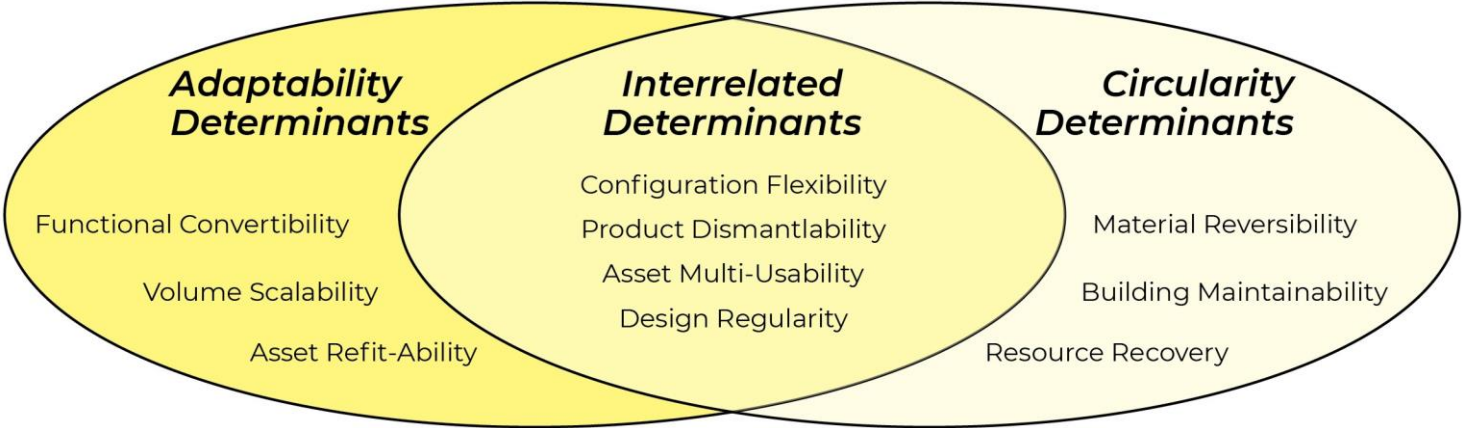 Adaptability
Determinants
Functional Convertibility
Volume Scalability
Asset Refit-Ability
Interrelated
Determinants
Configuration Flexibility
Product Dismantlability
Asset Multi-Usability
Design Regularity
Circularity
Determinants
Material Reversibility
Building Maintainability
Resource Recovery